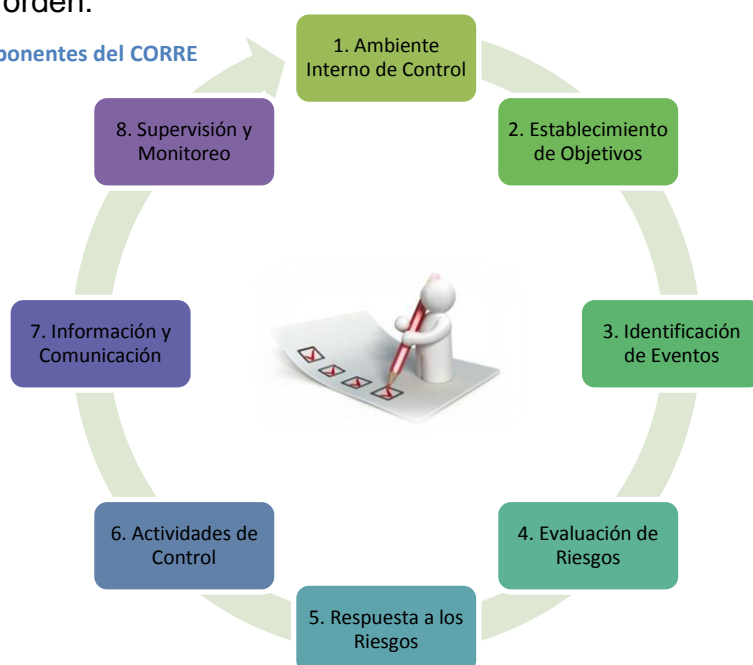 orden.
ponentes del CORRE
1. Ambiente
Interno de Control
2. Establecimiento
de Objetivos
3. Identificación
de Eventos
4. Evaluación de
Riesgos
5. Respuesta a los
Riesgos
6. Actividades de
Control
7. Información y
Comunicación
8. Supervisión y
Monitoreo